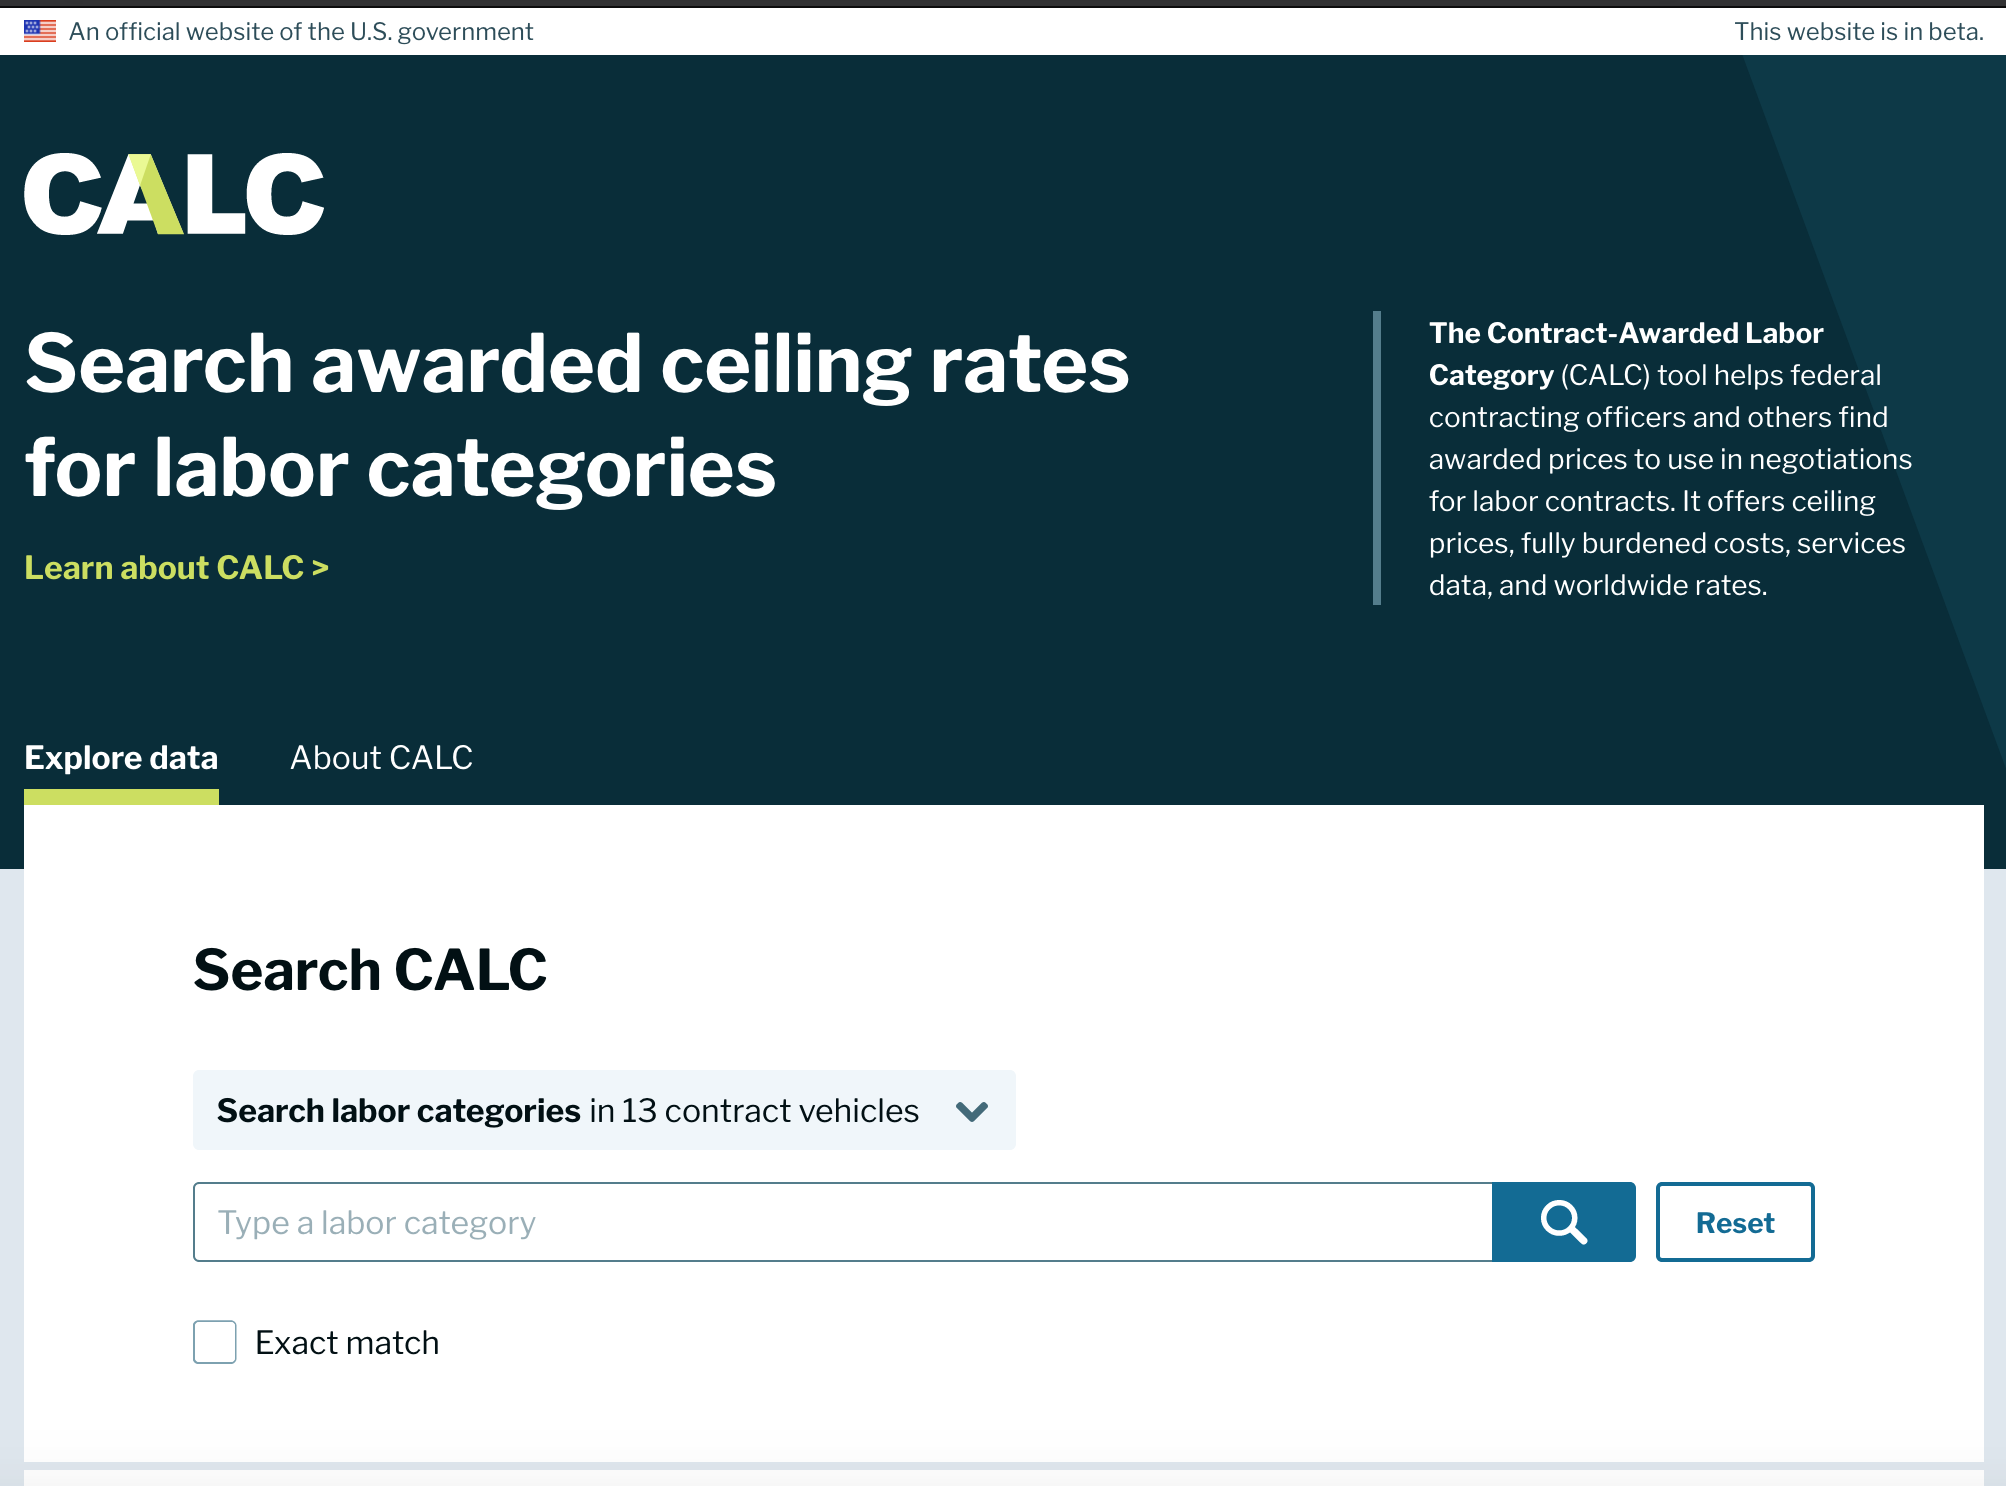 An official website of the U.S. government
This website is in beta.
CALC
Search awarded ceiling rates
for labor categories
Learn about CALC >
The Contract-Awarded Labor
Category (CALC) tool helps federal
contracting officers and others find
awarded prices to use in negotiations
for labor contracts. It offers ceiling
prices, fully burdened costs, services
data, and worldwide rates.
Explore data
About CALC
Search CALC
Search labor categories in 13 contract vehicles
Type a labor category
Reset
Exact match